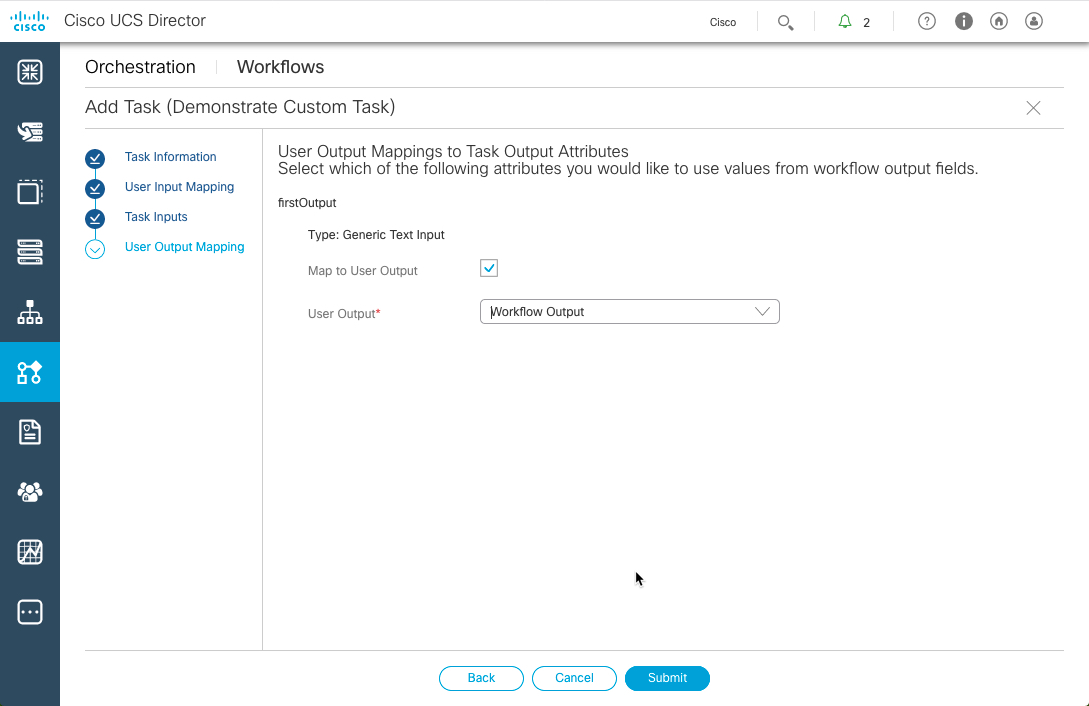 CISCO
Cisco UCS Director
Cisco
2
Orchestration
Workflows
Add Task (Demonstrate Custom Task)
Task Information
User Input Mapping
Task Inputs
User Output Mapping
User Output Mappings to Task Output Attributes
Select which of the following attributes you would like to use values from workflow output fields.
firstOutput
Type: Generic Text Input
Map to User Output
User Output*
Workflow Output
Back
Cancel
Submit